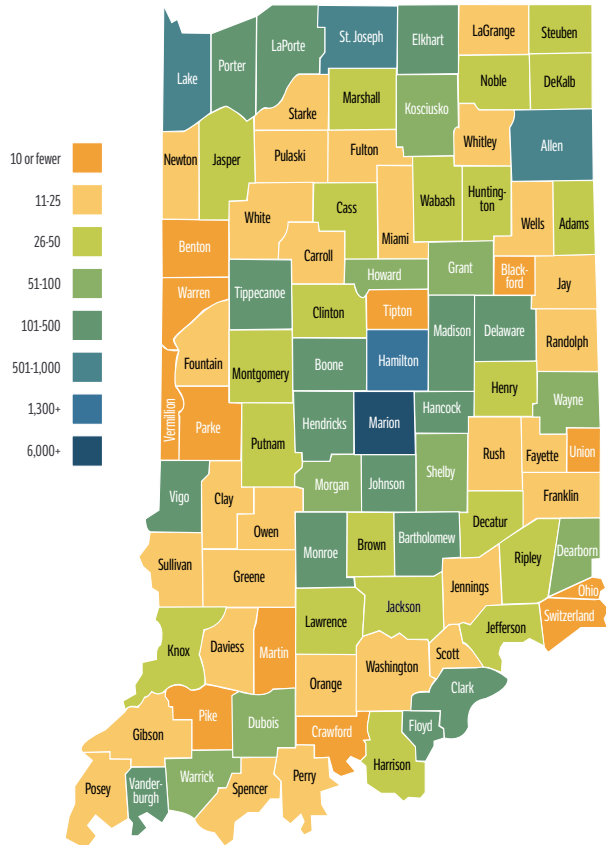 Lake
Porter
LaPorte
St. Joseph
Elkhart
LaGrange
Steuben
Noble
DeKalb
Starke
Marshall
Kosciusko
Whitley
Allen
10 or fewer
11-25
26-50
51-100
101-500
501-1,000
1,300+
6,000+
Newton
Jasper
Pulaski
Fulton
White
Cass
Miami
Wabash
Hunting-
ton
Wells
Adams
Benton
Carroll
Howard
Grant
Black-
ford
Jay
Warren
Tippecanoe
Clinton
Tipton
Madison
Delaware
Randolph
Fountain
Montgomery
Boone
Hamilton
Henry
Wayne
Vermillion
Parke
Putnam
Hendricks
Marion
Hancock
Rush
Fayette
Union
Vigo
Clay
Owen
Morgan
Johnson
Shelby
Franklin
Sullivan
Greene
Monroe
Brown
Bartholomew
Decatur
Ripley
Dearborn
Jennings
Ohio
Switzerland
Knox
Daviess
Martin
Lawrence
Jackson
Jefferson
Scott
Washington
Orange
Clark
Floyd
Gibson
Pike
Dubois
Crawford
Harrison
Posey
Vander-
burgh
Warrick
Spencer
Perry